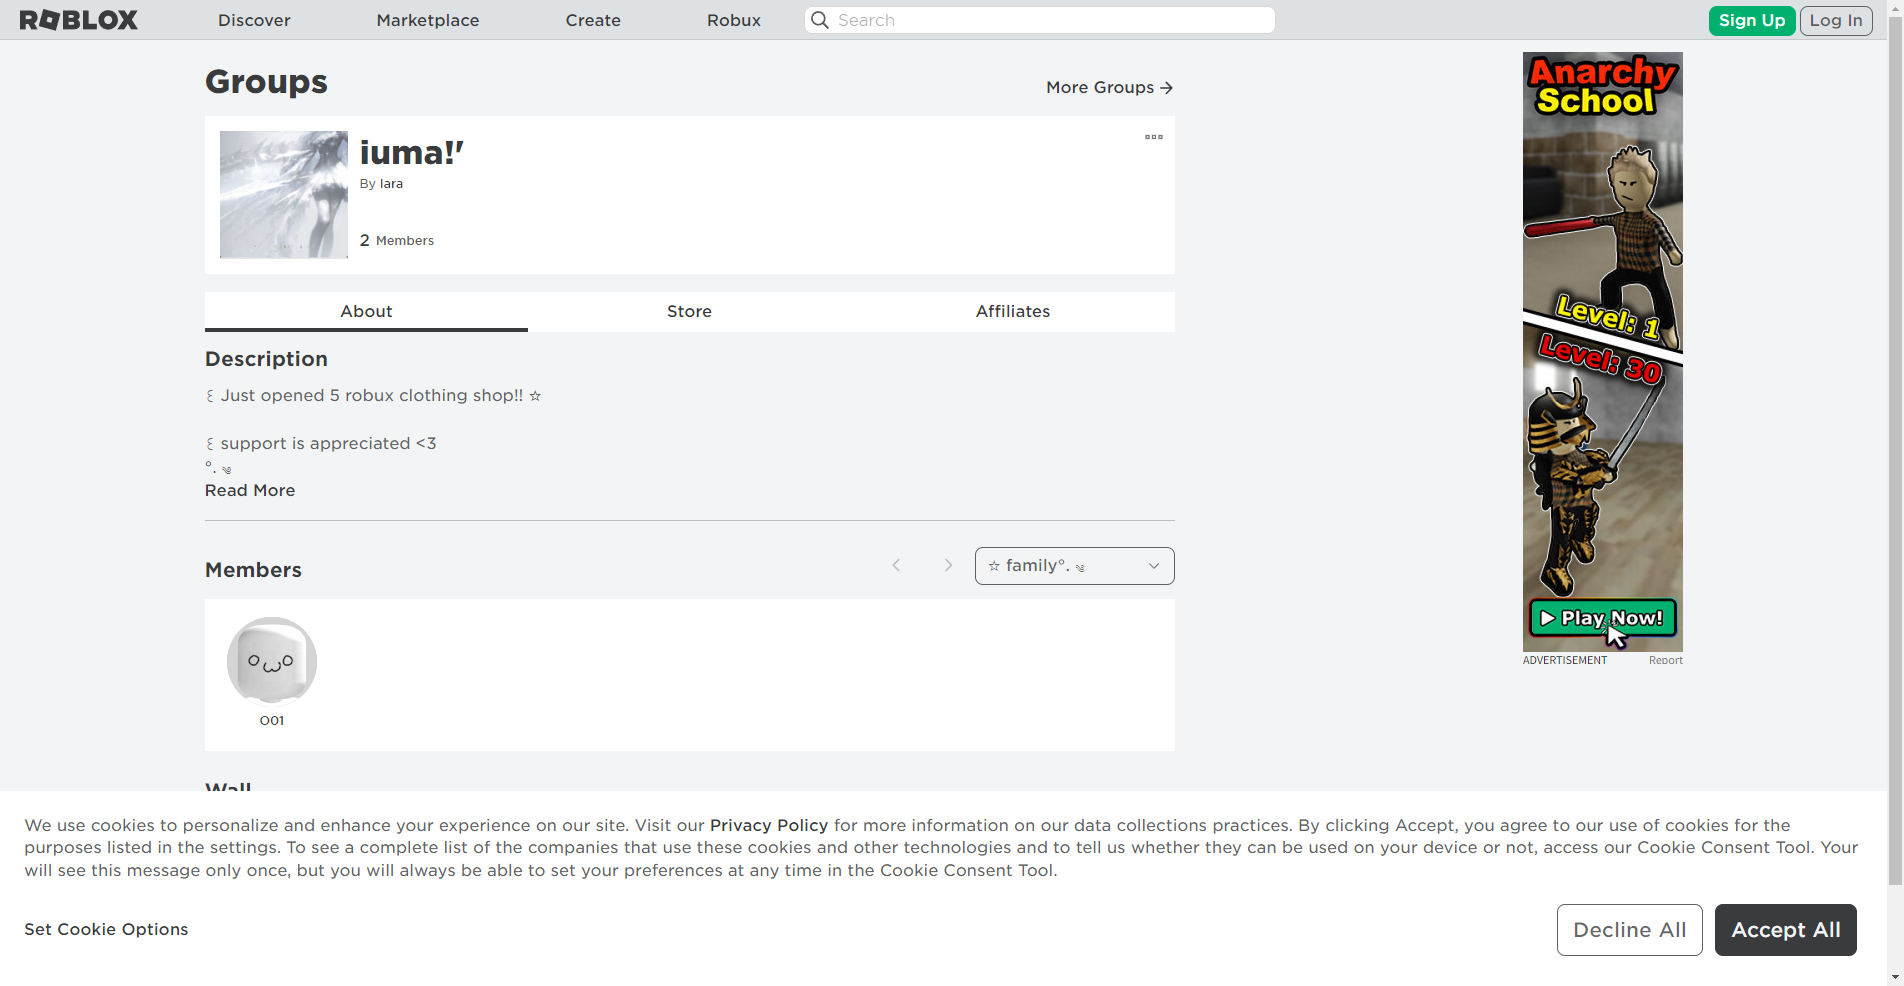 ROBLOX
Discover
Marketplace
Create
Robux
Search
Sign Up
Log In
Groups
More Groups →
iuma!'
By lara
2 Members
About
Store
Affiliates
Description
꒰ Just opened 5 robux clothing shop!! ☆
꒰ support is appreciated <3
°. ༄
Read More
Members
☆ family°. ༄
O01
Wall
Anarchy
School
Level: 1
Level: 30
Play Now!
ADVERTISEMENT
Report
We use cookies to personalize and enhance your experience on our site. Visit our Privacy Policy for more information on our data collections practices. By clicking Accept, you agree to our use of cookies for the
purposes listed in the settings. To see a complete list of the companies that use these cookies and other technologies and to tell us whether they can be used on your device or not, access our Cookie Consent Tool. Your
will see this message only once, but you will always be able to set your preferences at any time in the Cookie Consent Tool.
Set Cookie Options
Decline All
Accept All